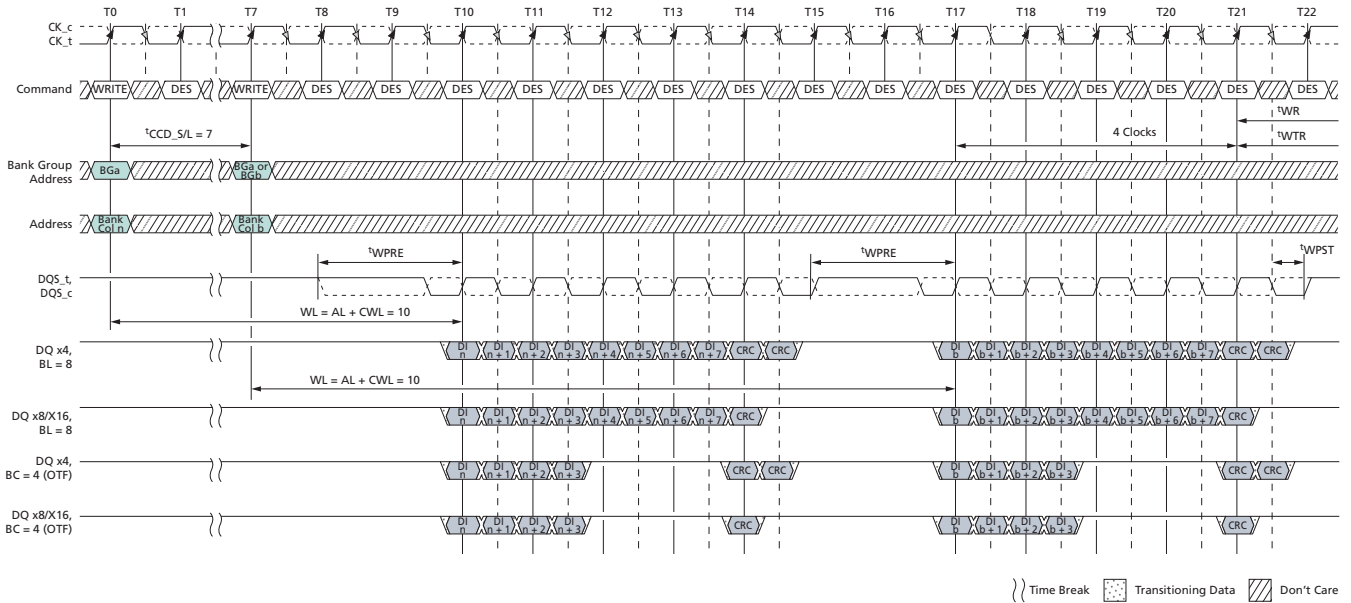 T0 T1 T7 T8 T9 T10 T11 T12 T13 T14 T15 T16 T17 T18 T19 T20 T21 T22
CK_c
CK_t
Command WRITE DES WRITE DES DES DES DES DES DES DES DES DES DES DES DES DES DES DES
tWR
tCCD_S/L = 7
4 Clocks
tWTR
Bank Group
Address
BGa
BGa or
BGb
Address
Bank
Col n
Bank
Col b
tWPRE tWPRE tWPST
DQS_t,
DQS_c
WL = AL + CWL = 10
DQ x4,
BL = 8
DI n DI n + 1 DI n + 2 DI n + 3 DI n + 4 DI n + 5 DI n + 6 DI n + 7 CRC CRC DI b DI b + 1 DI b + 2 DI b + 3 DI b + 4 DI b + 5 DI b + 6 DI b + 7 CRC CRC
WL = AL + CWL = 10
DQ x8/X16,
BL = 8
DI n DI n + 1 DI n + 2 DI n + 3 DI n + 4 DI n + 5 DI n + 6 DI n + 7 CRC DI b DI b + 1 DI b + 2 DI b + 3 DI b + 4 DI b + 5 DI b + 6 DI b + 7 CRC
DQ x4,
BC = 4 (OTF)
DI n DI n + 1 DI n + 2 DI n + 3 CRC CRC DI b DI b + 1 DI b + 2 DI b + 3 CRC CRC
DQ x8/X16,
BC = 4 (OTF)
DI n DI n + 1 DI n + 2 DI n + 3 CRC DI b DI b + 1 DI b + 2 DI b + 3 CRC
Time Break Transitioning Data Don't Care